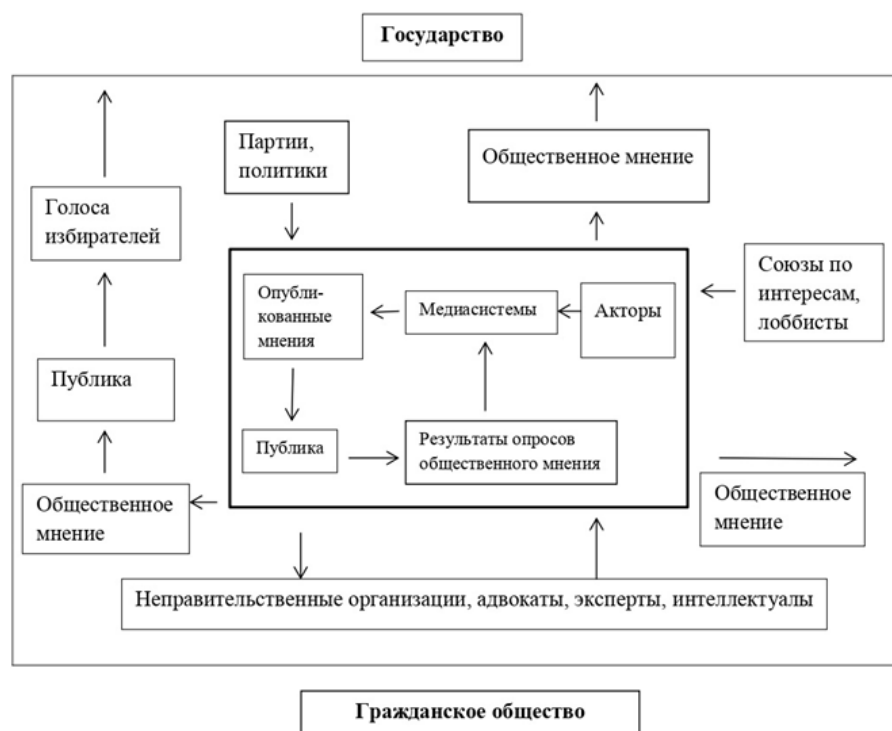 Государство
Партии,
политики
Общественное мнение
Голоса
избирателей
Союзы по
интересам,
лоббисты
Опубли-
кованные
мнения
Медиасистемы
Акторы
Публика
Публика
Результаты опросов
общественного мнения
Общественное
мнение
Общественное
мнение
Неправительственные организации, адвокаты, эксперты, интеллектуалы
Гражданское общество